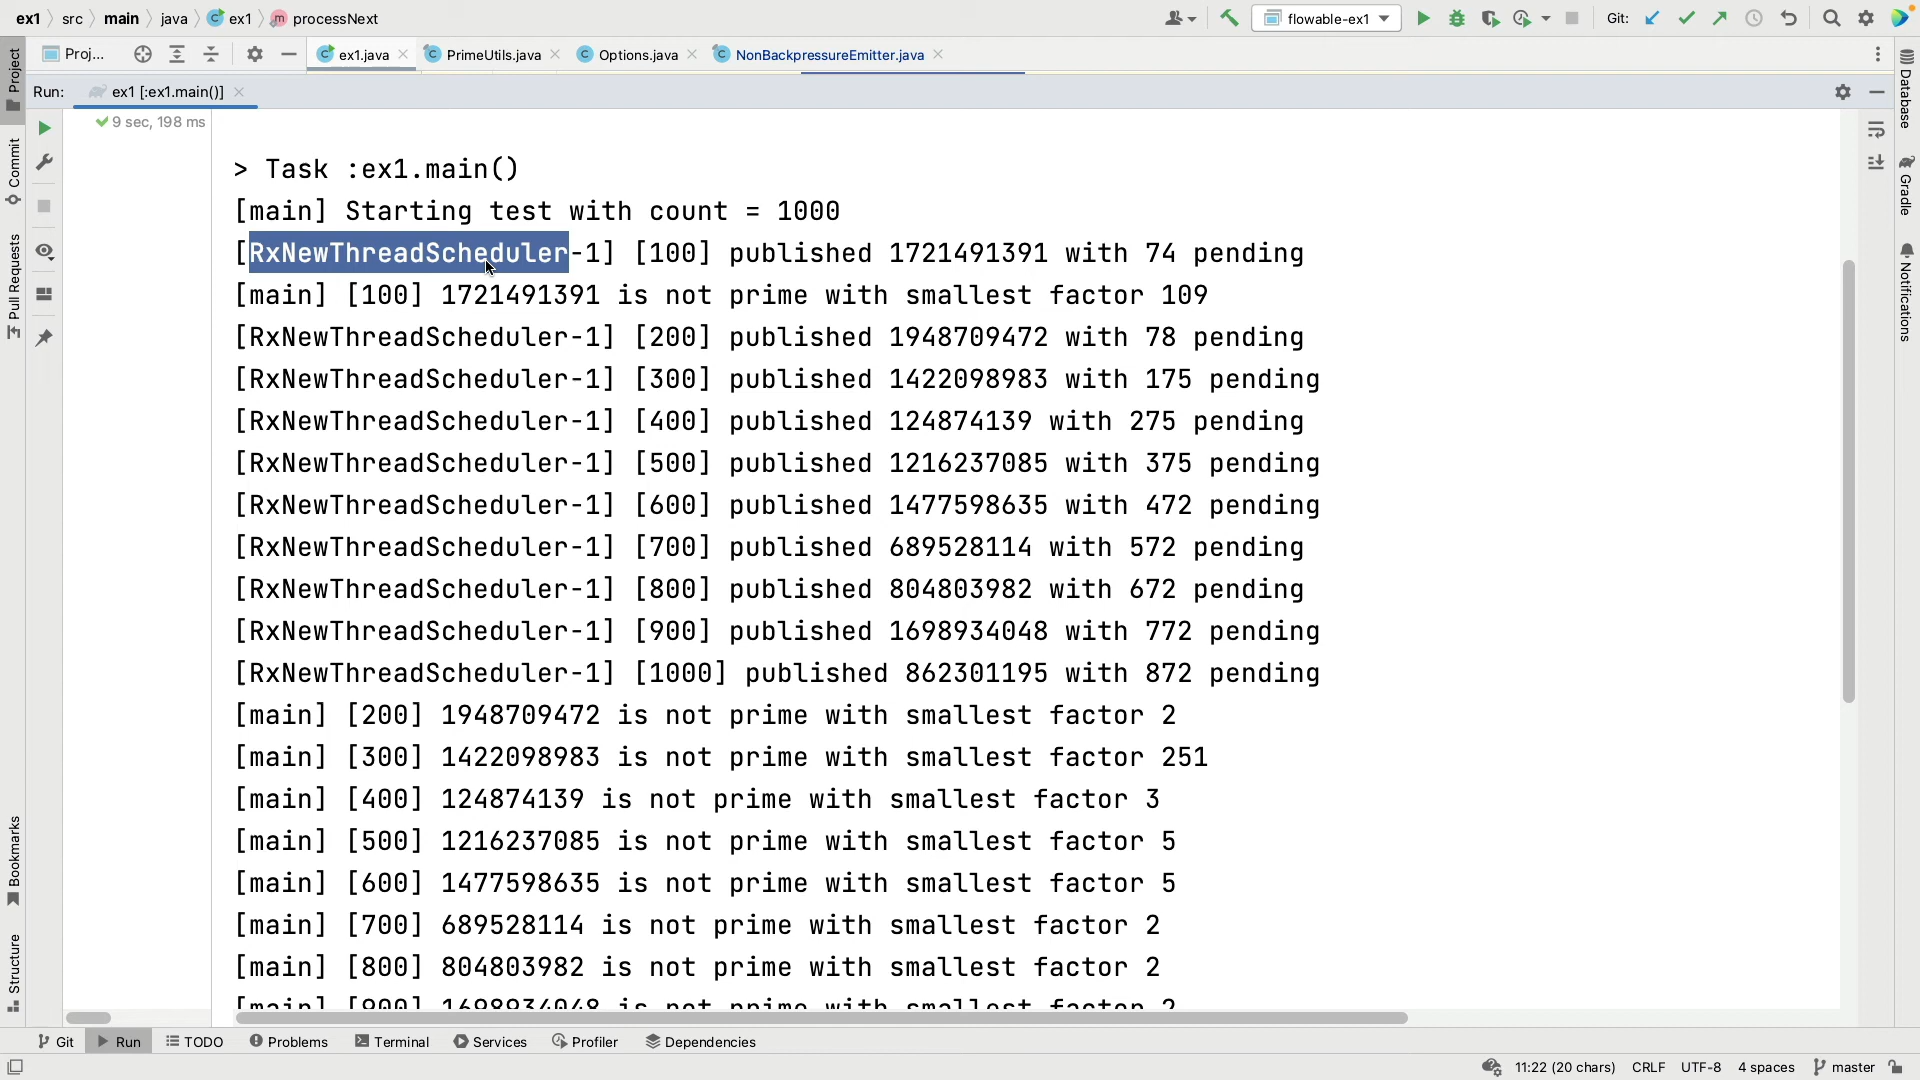 ex1 src main java ex1 processNext flowable-ex1 Git:
Proj... ex1.java PrimeUtils.java Options.java NonBackpressureEmitter.java
Run: ex1 [:ex1.main()]
9 sec, 198 ms
> Task :ex1.main()
[main] Starting test with count = 1000
[RxNewThreadScheduler-1] [100] published 1721491391 with 74 pending
[main] [100] 1721491391 is not prime with smallest factor 109
[RxNewThreadScheduler-1] [200] published 1948709472 with 78 pending
[RxNewThreadScheduler-1] [300] published 1422098983 with 175 pending
[RxNewThreadScheduler-1] [400] published 124874139 with 275 pending
[RxNewThreadScheduler-1] [500] published 1216237085 with 375 pending
[RxNewThreadScheduler-1] [600] published 1477598635 with 472 pending
[RxNewThreadScheduler-1] [700] published 689528114 with 572 pending
[RxNewThreadScheduler-1] [800] published 804803982 with 672 pending
[RxNewThreadScheduler-1] [900] published 1698934048 with 772 pending
[RxNewThreadScheduler-1] [1000] published 862301195 with 872 pending
[main] [200] 1948709472 is not prime with smallest factor 2
[main] [300] 1422098983 is not prime with smallest factor 251
[main] [400] 124874139 is not prime with smallest factor 3
[main] [500] 1216237085 is not prime with smallest factor 5
[main] [600] 1477598635 is not prime with smallest factor 5
[main] [700] 689528114 is not prime with smallest factor 2
[main] [800] 804803982 is not prime with smallest factor 2
[main] [900] 1698934048 is not prime with smallest factor 2
Project
Commit
Pull Requests
Bookmarks
Structure
Database
Gradle
Notifications
Git Run TODO Problems Terminal Services Profiler Dependencies
11:22 (20 chars) CRLF UTF-8 4 spaces master